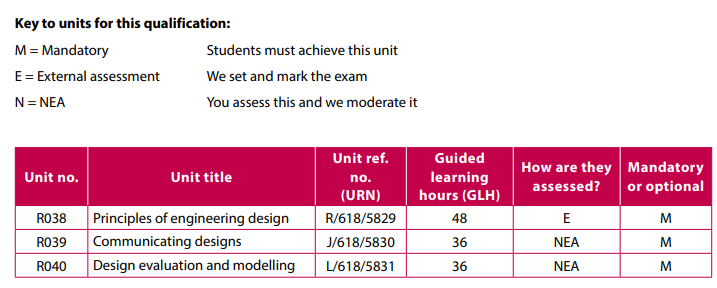 Key to units for this qualification:
M = Mandatory Students must achieve this unit
E = External assessment We set and mark the exam
N = NEA You assess this and we moderate it
Unit no. Unit title Unit ref. no. (URN) Guided learning hours (GLH) How are they assessed? Mandatory or optional
R038 Principles of engineering design R/618/5829 48 E M
R039 Communicating designs J/618/5830 36 NEA M
R040 Design evaluation and modelling L/618/5831 36 NEA M